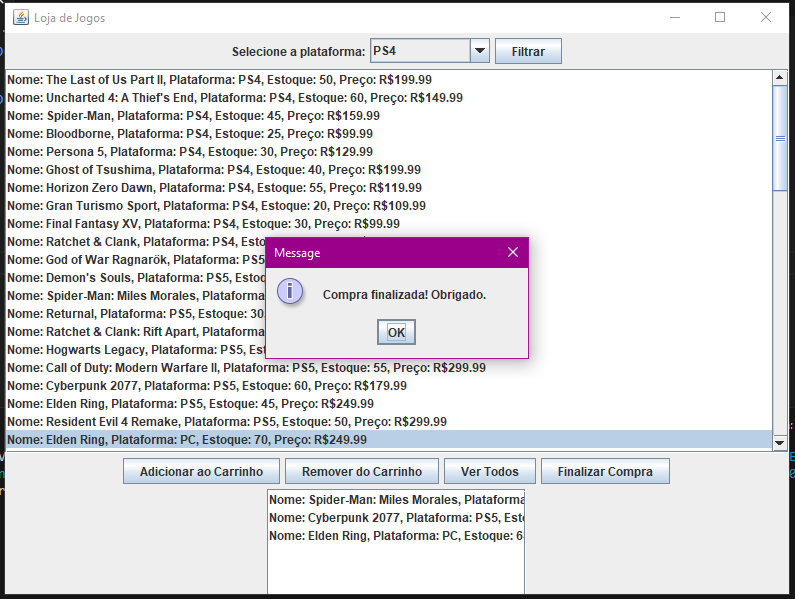 Loja de Jogos
Selecione a plataforma: PS4 Filtrar
Nome: The Last of Us Part II, Plataforma: PS4, Estoque: 50, Preço: R$199.99
Nome: Uncharted 4: A Thief's End, Plataforma: PS4, Estoque: 60, Preço: R$149.99
Nome: Spider-Man, Plataforma: PS4, Estoque: 45, Preço: R$159.99
Nome: Bloodborne, Plataforma: PS4, Estoque: 25, Preço: R$99.99
Nome: Persona 5, Plataforma: PS4, Estoque: 30, Preço: R$129.99
Nome: Ghost of Tsushima, Plataforma: PS4, Estoque: 40, Preço: R$199.99
Nome: Horizon Zero Dawn, Plataforma: PS4, Estoque: 55, Preço: R$119.99
Nome: Gran Turismo Sport, Plataforma: PS4, Estoque: 20, Preço: R$109.99
Nome: Final Fantasy XV, Plataforma: PS4, Estoque: 30, Preço: R$99.99
Nome: Ratchet & Clank, Plataforma: PS4, Esto
Nome: God of War Ragnarök, Plataforma: PS5
Nome: Demon's Souls, Plataforma: PS5, Estoq
Nome: Spider-Man: Miles Morales, Plataforma
Nome: Returnal, Plataforma: PS5, Estoque: 30
Nome: Ratchet & Clank: Rift Apart, Plataforma:
Nome: Hogwarts Legacy, Plataforma: PS5, Est
Message
Compra finalizada! Obrigado.
OK
Nome: Call of Duty: Modern Warfare II, Plataforma: PS5, Estoque: 55, Preço: R$299.99
Nome: Cyberpunk 2077, Plataforma: PS5, Estoque: 60, Preço: R$179.99
Nome: Elden Ring, Plataforma: PS5, Estoque: 45, Preço: R$249.99
Nome: Resident Evil 4 Remake, Plataforma: PS5, Estoque: 50, Preço: R$299.99
Nome: Elden Ring, Plataforma: PC, Estoque: 70, Preço: R$249.99
Adicionar ao Carrinho Remover do Carrinho Ver Todos Finalizar Compra
Nome: Spider-Man: Miles Morales, Plataforma
Nome: Cyberpunk 2077, Plataforma: PS5, Esto
Nome: Elden Ring, Plataforma: PC, Estoque: 6